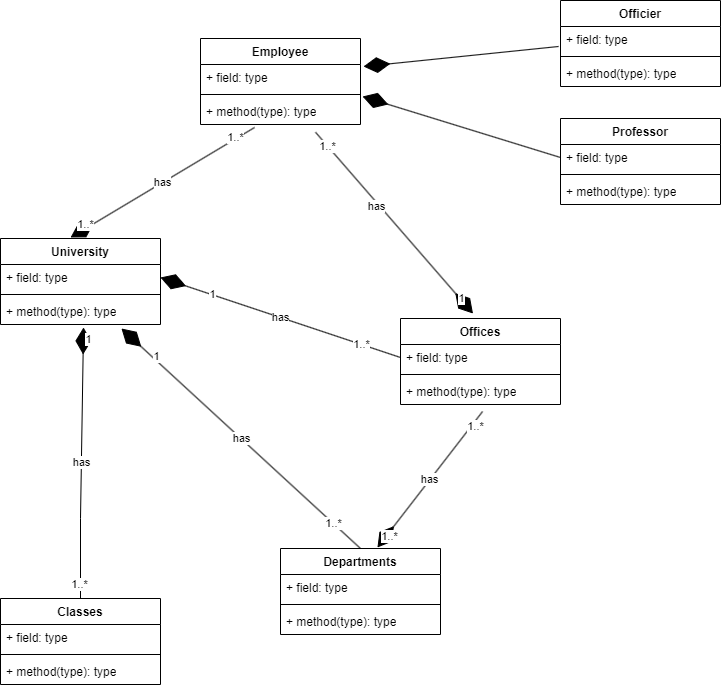 Officier
+ field: type
+ method(type): type
Employee
+ field: type
+ method(type): type
Professor
+ field: type
+ method(type): type
1..*
1..*
has
has
1..*
University
+ field: type
+ method(type): type
1
1
has
1..*
Offices
+ field: type
+ method(type): type
1
1
1..*
has
has
has
1..*
1..*
Departments
+ field: type
+ method(type): type
1..*
Classes
+ field: type
+ method(type): type